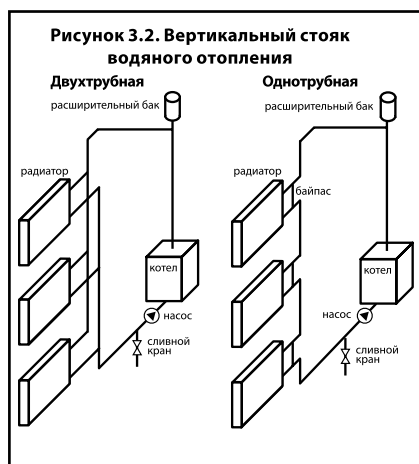 Рисунок 3.2. Вертикальный стояк
водяного отопления
Двухтрубная
расширительный бак
радиатор
котел
насос
сливной
кран
Однотрубная
расширительный бак
радиатор
байпас
котел
насос
сливной
кран